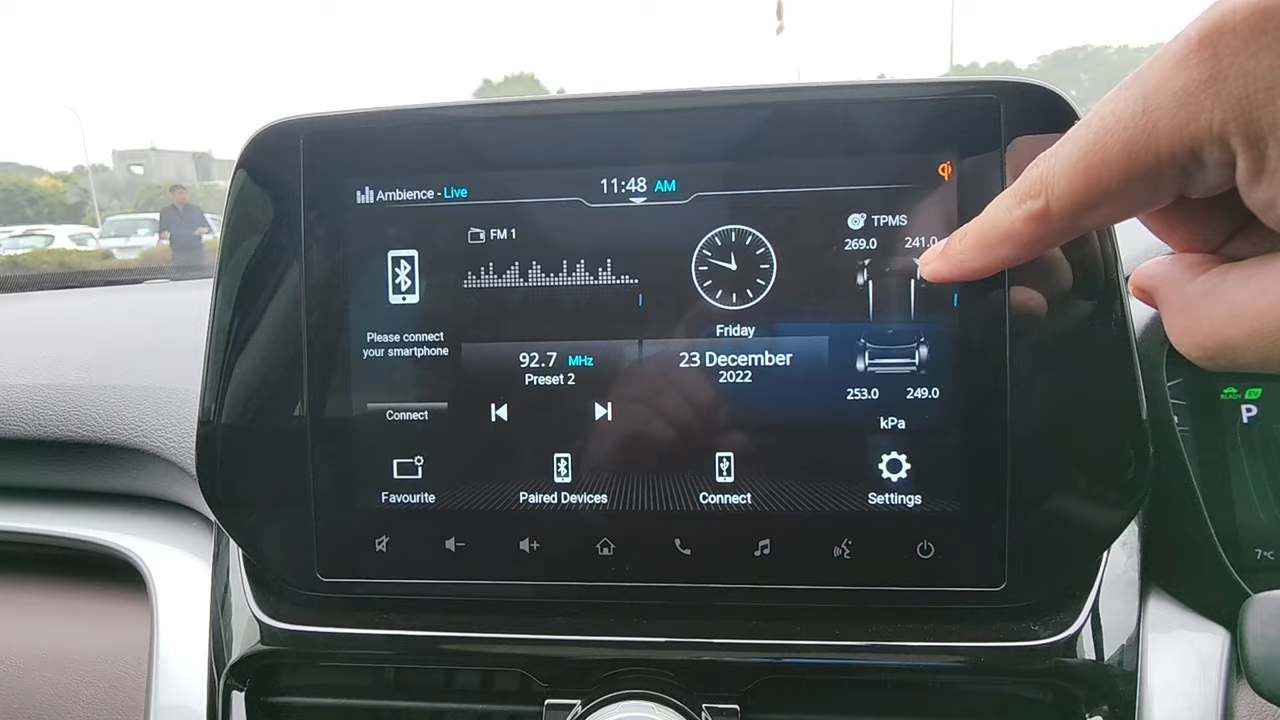 Ambience - Live
11:48 AM
FM 1
TPMS
269.0 241.0
Please connect
your smartphone
Friday
92.7 MHz
23 December
Preset 2
2022
253.0 249.0
Connect
kPa
Favourite
Paired Devices
Connect
Settings
READY EV
P
7°C